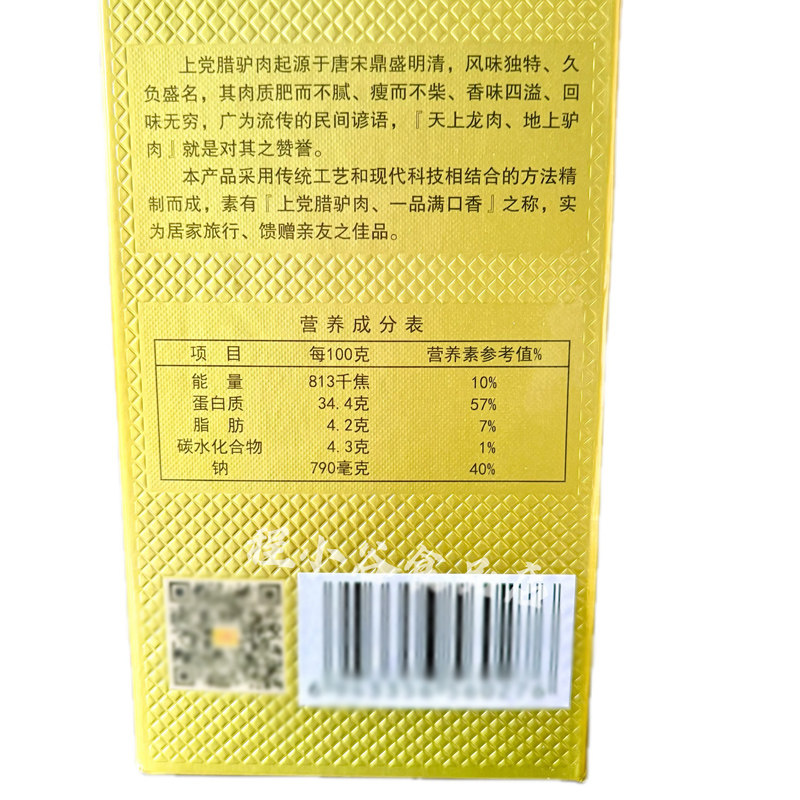 上党腊驴肉起源于唐宋鼎盛明清，风味独特、久
负盛名，其肉质肥而不腻、瘦而不柴、香味四溢、回
味无穷，广为流传的民间谚语，『天上龙肉、地上驴
肉』就是对其之赞誉。
本产品采用传统工艺和现代科技相结合的方法精
制而成，素有『上党腊驴肉、一品满口香』之称，实
为居家旅行、馈赠亲友之佳品。
营养成分表
项 目 每100克 营养素参考值%
能 量 813千焦 10%
蛋白质 34.4克 57%
脂 肪 4.2克 7%
碳水化合物 4.3克 1%
钠 790毫克 40%
程小谷食品店